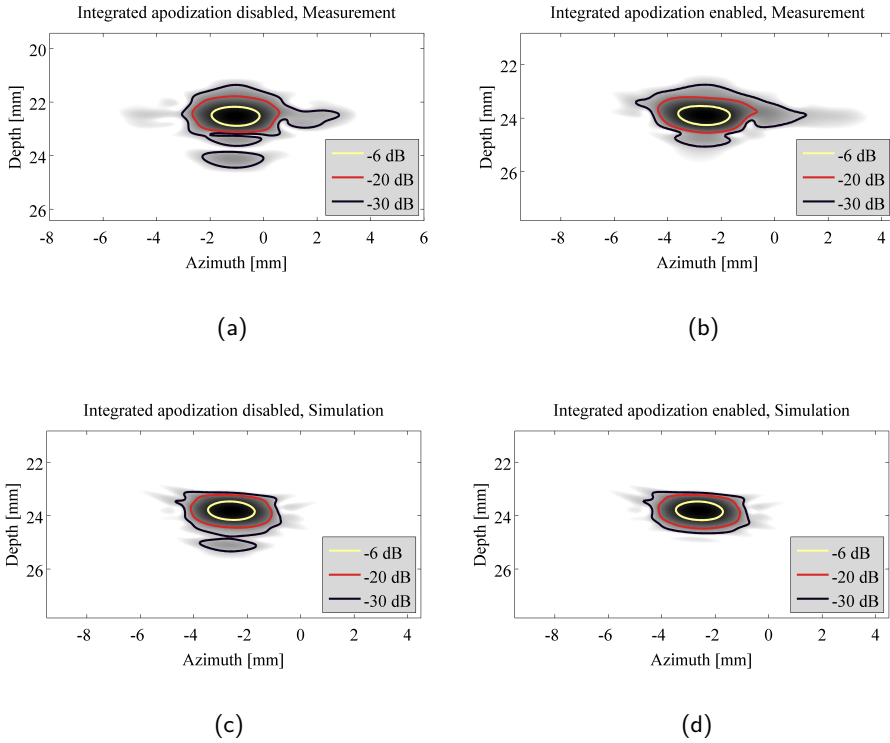 Integrated apodization disabled, Measurement
Depth [mm]
20
22
24
26
-8
-6
-4
-2
0
2
4
6
Azimuth [mm]
-6 dB
-20 dB
-30 dB
(a)
Integrated apodization enabled, Measurement
Depth [mm]
22
24
26
-8
-6
-4
-2
0
2
4
Azimuth [mm]
-6 dB
-20 dB
-30 dB
(b)
Integrated apodization disabled, Simulation
Depth [mm]
22
24
26
-8
-6
-4
-2
0
2
4
Azimuth [mm]
-6 dB
-20 dB
-30 dB
(c)
Integrated apodization enabled, Simulation
Depth [mm]
22
24
26
-8
-6
-4
-2
0
2
4
Azimuth [mm]
-6 dB
-20 dB
-30 dB
(d)